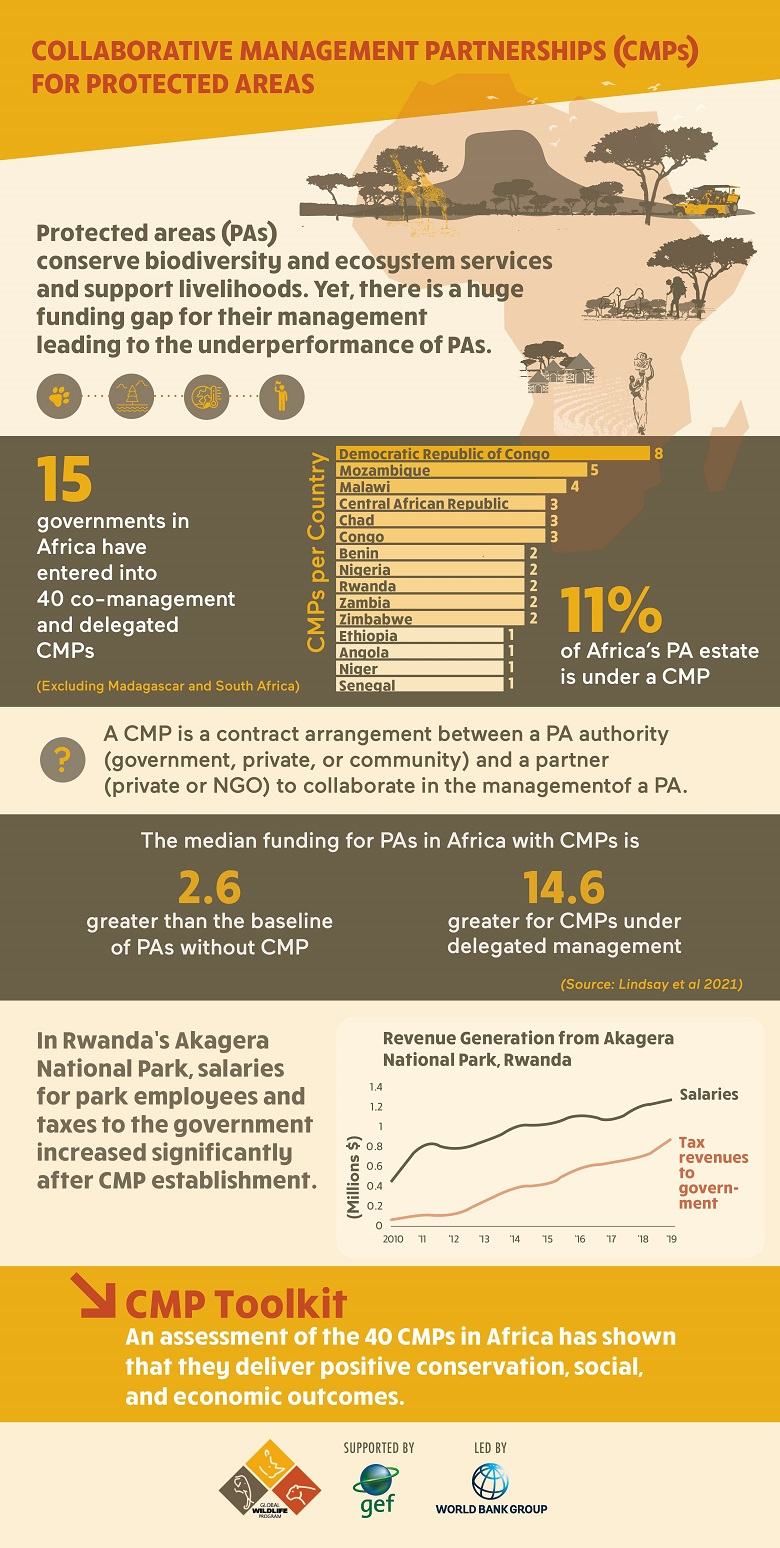 COLLABORATIVE MANAGEMENT PARTNERSHIPS (CMPs)
FOR PROTECTED AREAS
Protected areas (PAs)
conserve biodiversity and ecosystem services
and support livelihoods. Yet, there is a huge
funding gap for their management
leading to the underperformance of PAs.
15
governments in
Africa have
entered into
40 co-management
and delegated
CMPs
(Excluding Madagascar and South Africa)
CMPs per Country
Democratic Republic of Congo 8
Mozambique 5
Malawi 4
Central African Republic 3
Chad 3
Congo 3
Benin 2
Nigeria 2
Rwanda 2
Zambia 2
Zimbabwe 2
Ethiopia 1
Angola 1
Niger 1
Senegal 1
11%
of Africa's PA estate
is under a CMP
?
A CMP is a contract arrangement between a PA authority
(government, private, or community) and a partner
(private or NGO) to collaborate in the managementof a PA.
The median funding for PAs in Africa with CMPs is
2.6
greater than the baseline
of PAs without CMP
14.6
greater for CMPs under
delegated management
(Source: Lindsay et al 2021)
In Rwanda's Akagera
National Park, salaries
for park employees and
taxes to the government
increased significantly
after CMP establishment.
Revenue Generation from Akagera
National Park, Rwanda
(Millions $)
1.4
1.2
1
0.8
0.6
0.4
0.2
0
2010 '11 '12 '13 '14 '15 '16 '17 '18 '19
Salaries
Tax
revenues
to
govern-
ment
CMP Toolkit
An assessment of the 40 CMPs in Africa has shown
that they deliver positive conservation, social,
and economic outcomes.
GLOBAL
WILDLIFE
PROGRAM
SUPPORTED BY
gef
LED BY
WORLD BANK GROUP